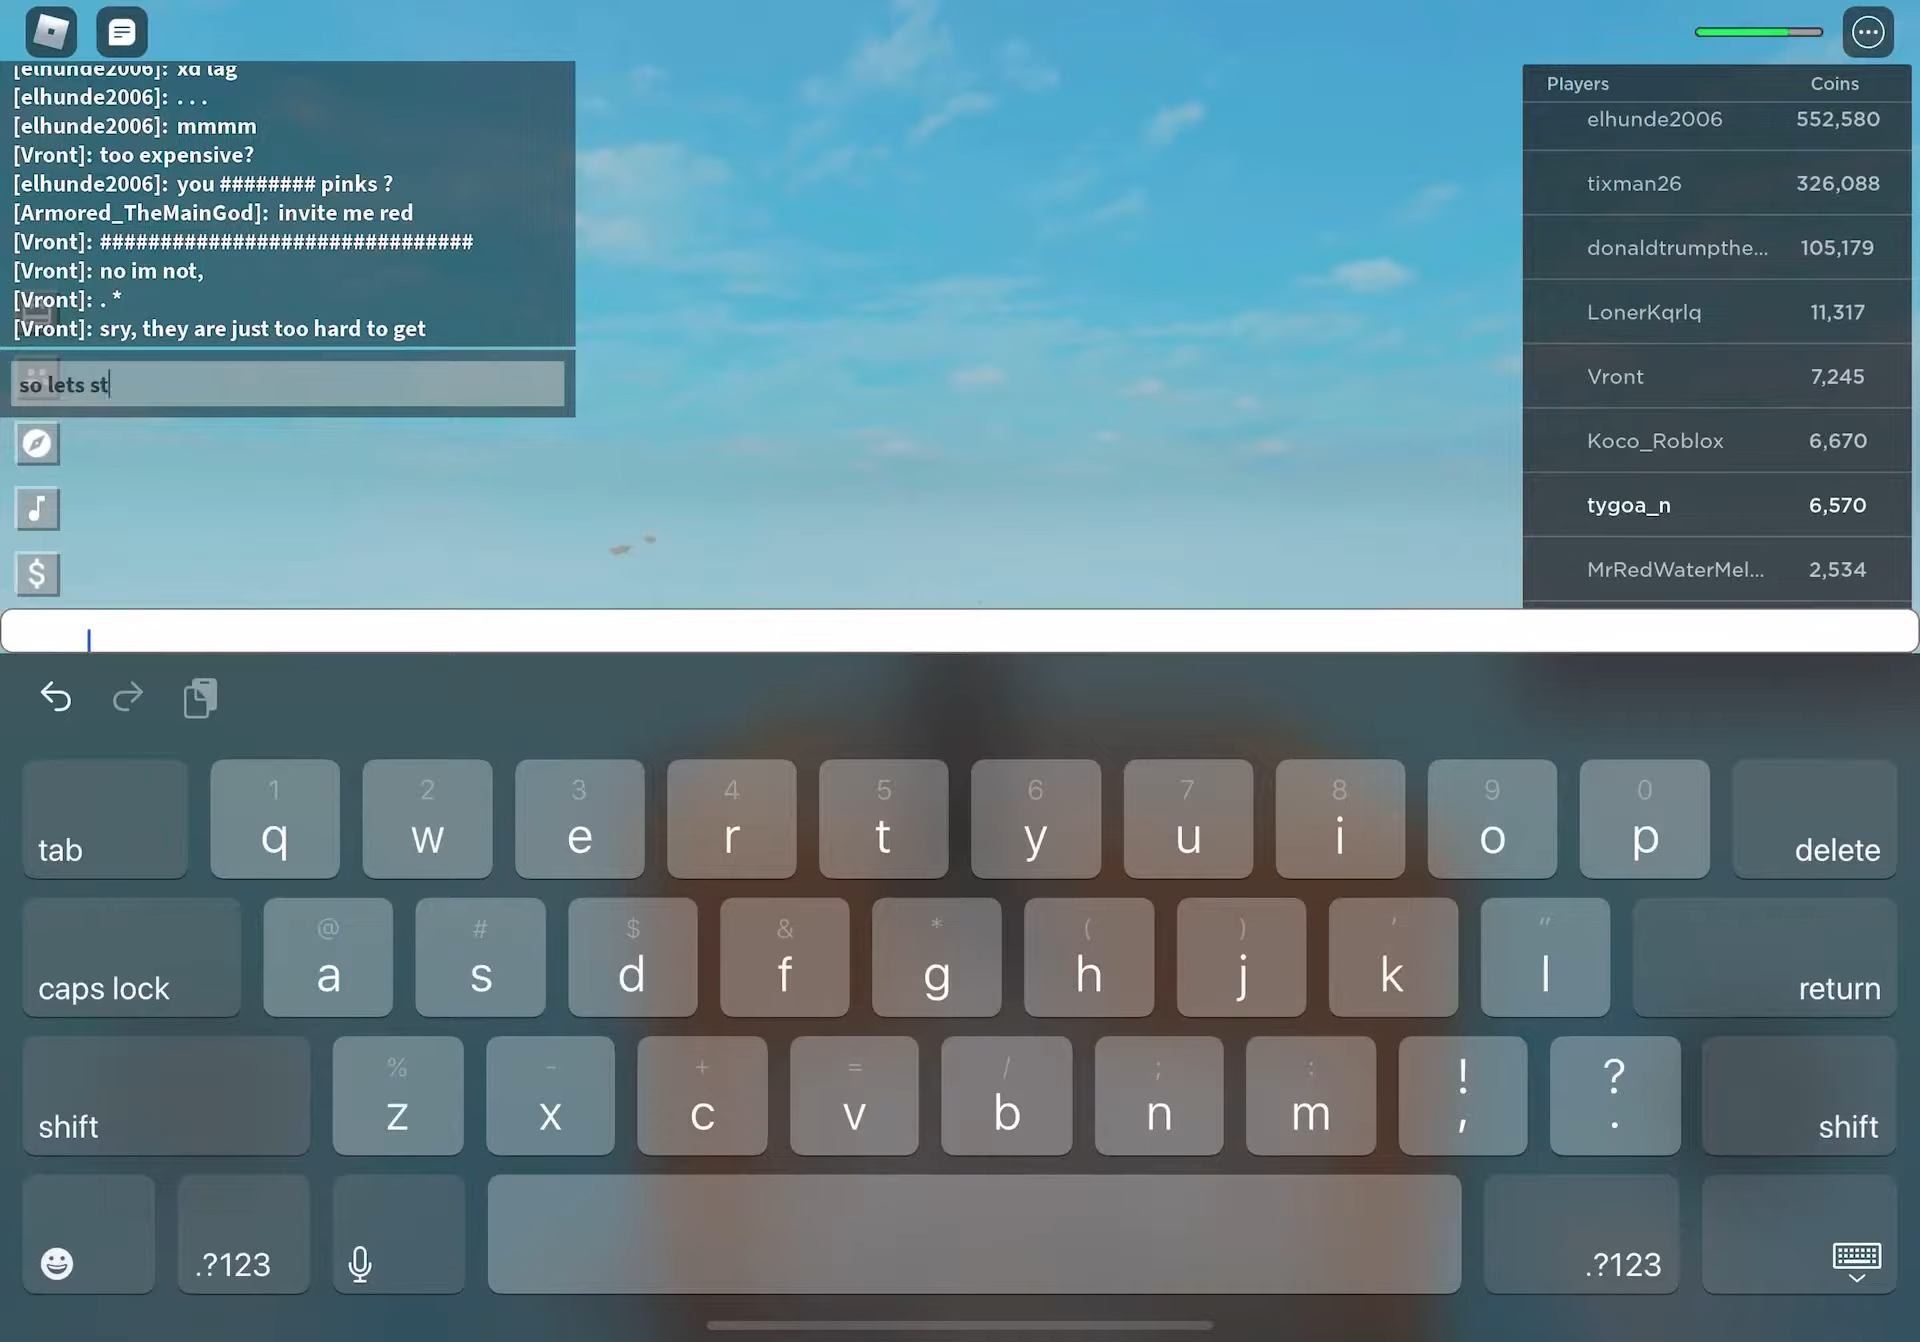 [elhunde2006]: xd lag
[elhunde2006]: . . .
[elhunde2006]: mmmm
[Vront]: too expensive?
[elhunde2006]: you ######## pinks ?
[Armored_TheMainGod]: invite me red
[Vront]: ###############################
[Vront]: no im not,
[Vront]: . *
[Vront]: sry, they are just too hard to get
so lets st
$
Players Coins
elhunde2006 552,580
tixman26 326,088
donaldtrumpthe... 105,179
LonerKqrlq 11,317
Vront 7,245
Koco_Roblox 6,670
tygoa_n 6,570
MrRedWaterMel... 2,534
1 2 3 4 5 6 7 8 9 0
tab q w e r t y u i o p delete
@ # $ & * ( ) ' "
caps lock a s d f g h j k l return
% - + = / ; : ! ?
shift z x c v b n m , . shift
.?123 .?123